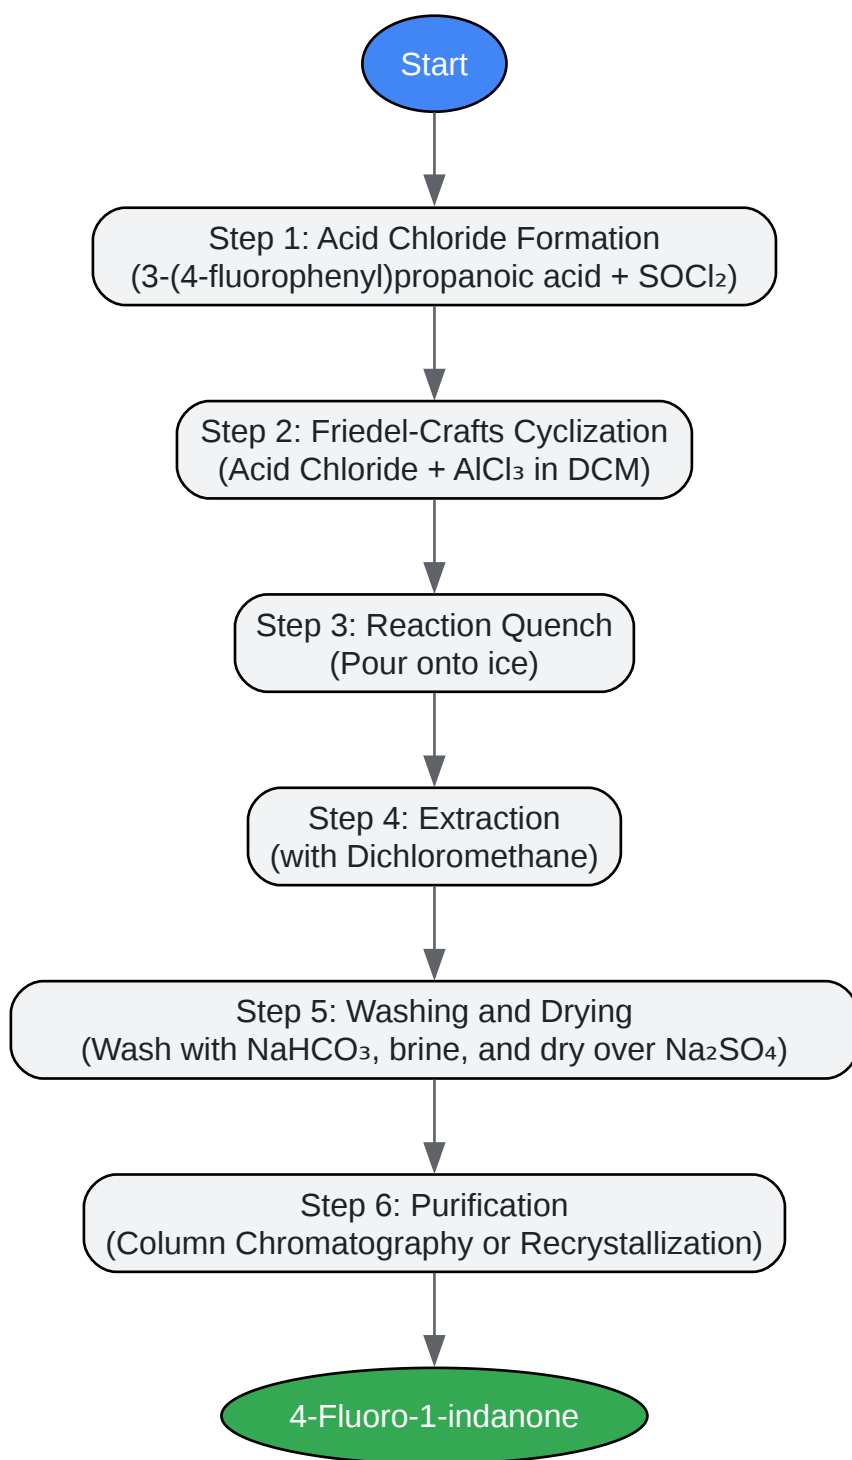 Start
Step 1: Acid Chloride Formation
(3-(4-fluorophenyl)propanoic acid + SOCl₂)
Step 2: Friedel-Crafts Cyclization
(Acid Chloride + AlCl₃ in DCM)
Step 3: Reaction Quench
(Pour onto ice)
Step 4: Extraction
(with Dichloromethane)
Step 5: Washing and Drying
(Wash with NaHCO₃, brine, and dry over Na₂SO₄)
Step 6: Purification
(Column Chromatography or Recrystallization)
4-Fluoro-1-indanone